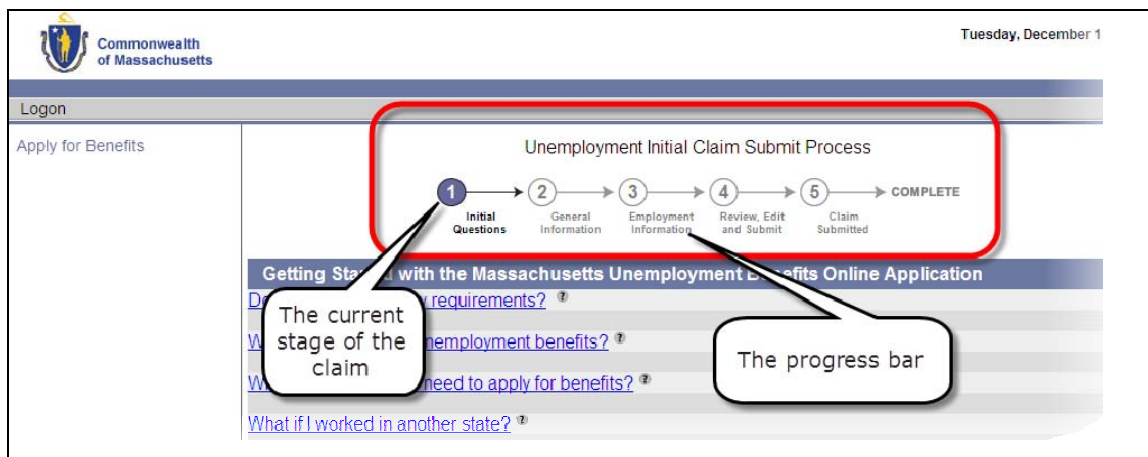 Commonwealth
of Massachusetts
Tuesday, December 1
Logon
Apply for Benefits
Unemployment Initial Claim Submit Process
1 2 3 4 5 COMPLETE
Initial
Questions
General
Information
Employment
Information
Review, Edit
and Submit
Claim
Submitted
Getting with the Massachusetts Unemployment Online Application
requirements? ?
benefits? ?
need to apply for benefits? ?
What if I worked in another state? ?
The current
stage of the
claim
The progress bar